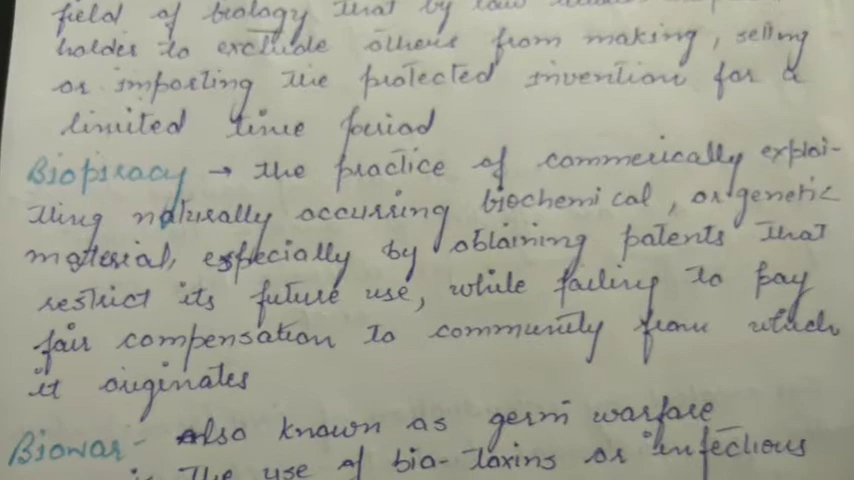 field of biology that by law
holder to exclude others from making, selling
or importing the protected invention for a
limited time period
Biopiracy → the practice of commerically explai-
ting naturally occurring biochemical, or genetic
material, especially by obtaining patents that
restrict its future use, while failing to pay
fair compensation to community from which
it originates
Biowar - Also known as germ warfare
is the use of bio-toxins or infectious